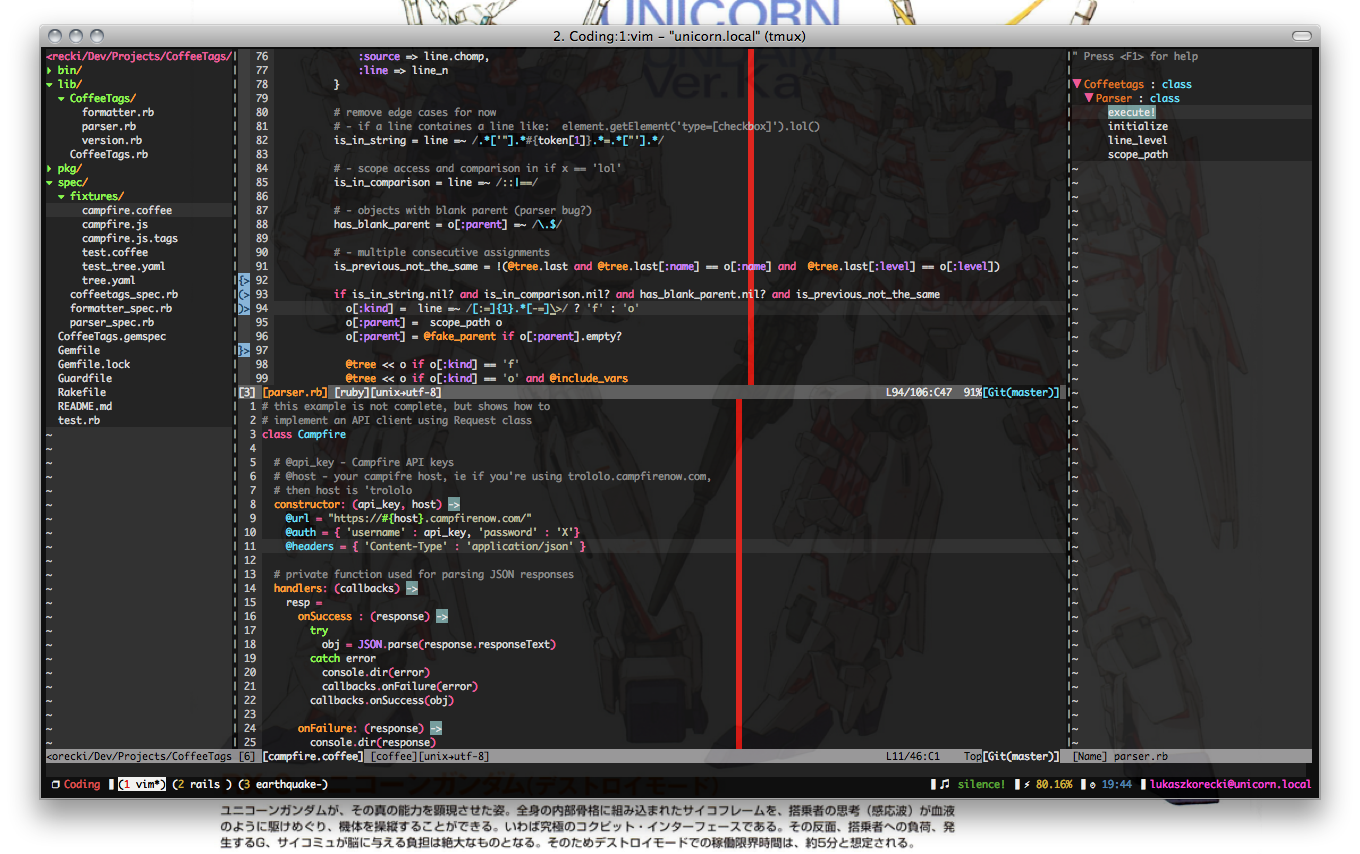 UNICORN
2. Coding:1:vim – "unicorn.local" (tmux)
<recki/Dev/Projects/CoffeeTags/
▸ bin/
▾ lib/
▾ CoffeeTags/
formatter.rb
parser.rb
version.rb
CoffeeTags.rb
▸ pkg/
▾ spec/
▾ fixtures/
campfire.coffee
campfire.js
campfire.js.tags
test.coffee
test_tree.yaml
tree.yaml
coffeetags_spec.rb
formatter_spec.rb
parser_spec.rb
CoffeeTags.gemspec
Gemfile
Gemfile.lock
Guardfile
Rakefile
README.md
test.rb
<orecki/Dev/Projects/CoffeeTags
Ver.Ka
76 :source => line.chomp,
77 :line => line_n
78 }
79
80 # remove edge cases for now
81 # - if a line containes a line like:  element.getElement('type=[checkbox]').lol()
82 is_in_string = line =~ /.*['"].*#{token[1]}.*=.*["'].*/
83
84 # - scope access and comparison in if x == 'lol'
85 is_in_comparison = line =~ /::|==/
86
87 # - objects with blank parent (parser bug?)
88 has_blank_parent = o[:parent] =~ /\.$/
89
90 # - multiple consecutive assignments
91 is_previous_not_the_same = !(@tree.last and @tree.last[:name] == o[:name] and  @tree.last[:level] == o[:level])
{> 92
(> 93 if is_in_string.nil? and is_in_comparison.nil? and has_blank_parent.nil? and is_previous_not_the_same
)> 94 o[:kind] =  line =~ /[:=]{1}.*[-=]\>/ ? 'f' : 'o'
95 o[:parent] =  scope_path o
96 o[:parent] = @fake_parent if o[:parent].empty?
}> 97
98 @tree << o if o[:kind] == 'f'
99 @tree << o if o[:kind] == 'o' and @include_vars
[3] [parser.rb] [ruby][unix→utf-8] L94/106:C47 91%[Git(master)]
1 # this example is not complete, but shows how to
2 # implement an API client using Request class
3 class Campfire
4
5 # @api_key - Campfire API keys
6 # @host - your campifre host, ie if you're using trololo.campfirenow.com,
7 # then host is 'trololo
8 constructor: (api_key, host) ->
9 @url = "https://#{host}.campfirenow.com/"
10 @auth = { 'username' : api_key, 'password' : 'X'}
11 @headers = { 'Content-Type' : 'application/json' }
12
13 # private function used for parsing JSON responses
14 handlers: (callbacks) ->
15 resp =
16 onSuccess : (response) ->
17 try
18 obj = JSON.parse(response.responseText)
19 catch error
20 console.dir(error)
21 callbacks.onFailure(error)
22 callbacks.onSuccess(obj)
23
24 onFailure: (response) ->
25 console.dir(response)
[6] [campfire.coffee] [coffee][unix→utf-8] L11/46:C1 Top[Git(master)]
" Press <F1> for help
▼ Coffeetags : class
▼ Parser : class
execute!
initialize
line_level
scope_path
[Name] parser.rb
Coding (1 vim*) (2 rails ) (3 earthquake-) ♫ silence! ⚡ 80.16% 19:44 lukaszkorecki@unicorn.local
ユニコーンガンダムが、その真の能力を顕現させた姿。全身の内部骨格に組み込まれたサイコフレームを、搭乗者の思考（感応波）が血液
のように駆けめぐり、機体を操縦することができる。いわば究極のコクピット・インターフェースである。その反面、搭乗者への負荷、発
生するG、サイコミュが脳に与える負担は絶大なものとなる。そのためデストロイモードでの稼働限界時間は、約5分と想定される。